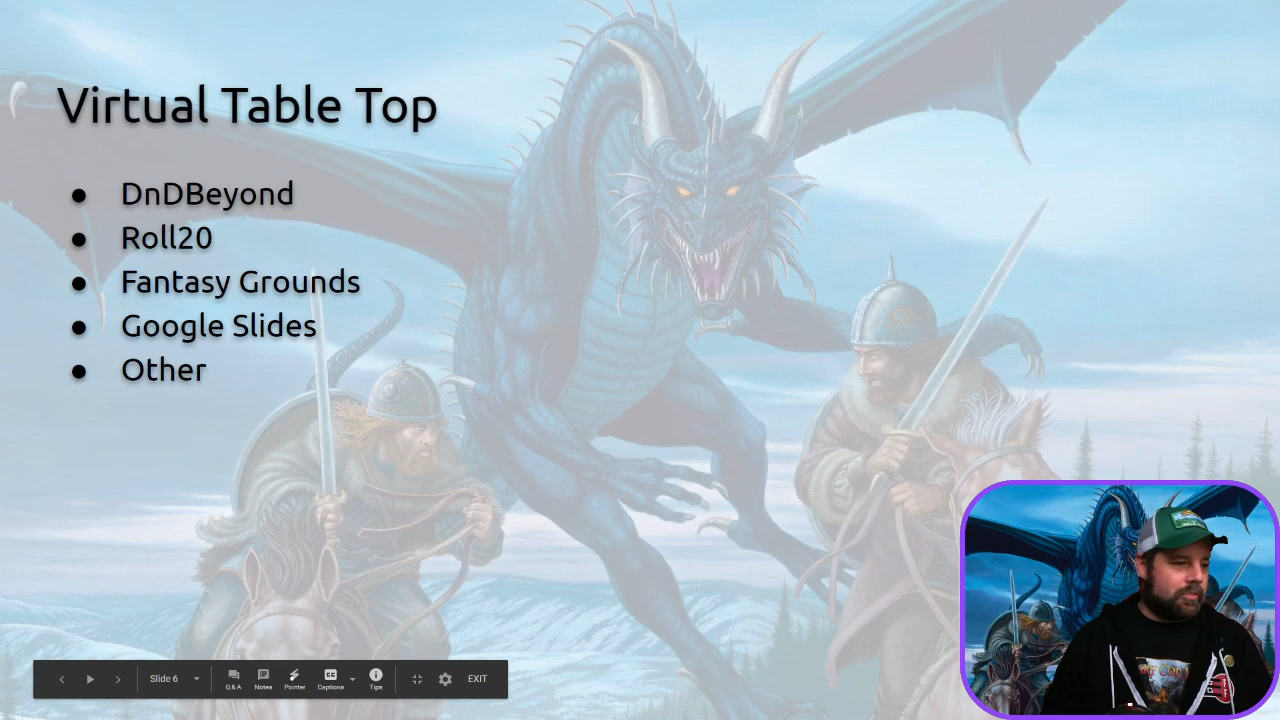 Virtual Table Top
● DnDBeyond
● Roll20
● Fantasy Grounds
● Google Slides
● Other
Slide 6
Q & A
Notes
Pointer
Captions
Tips
EXIT